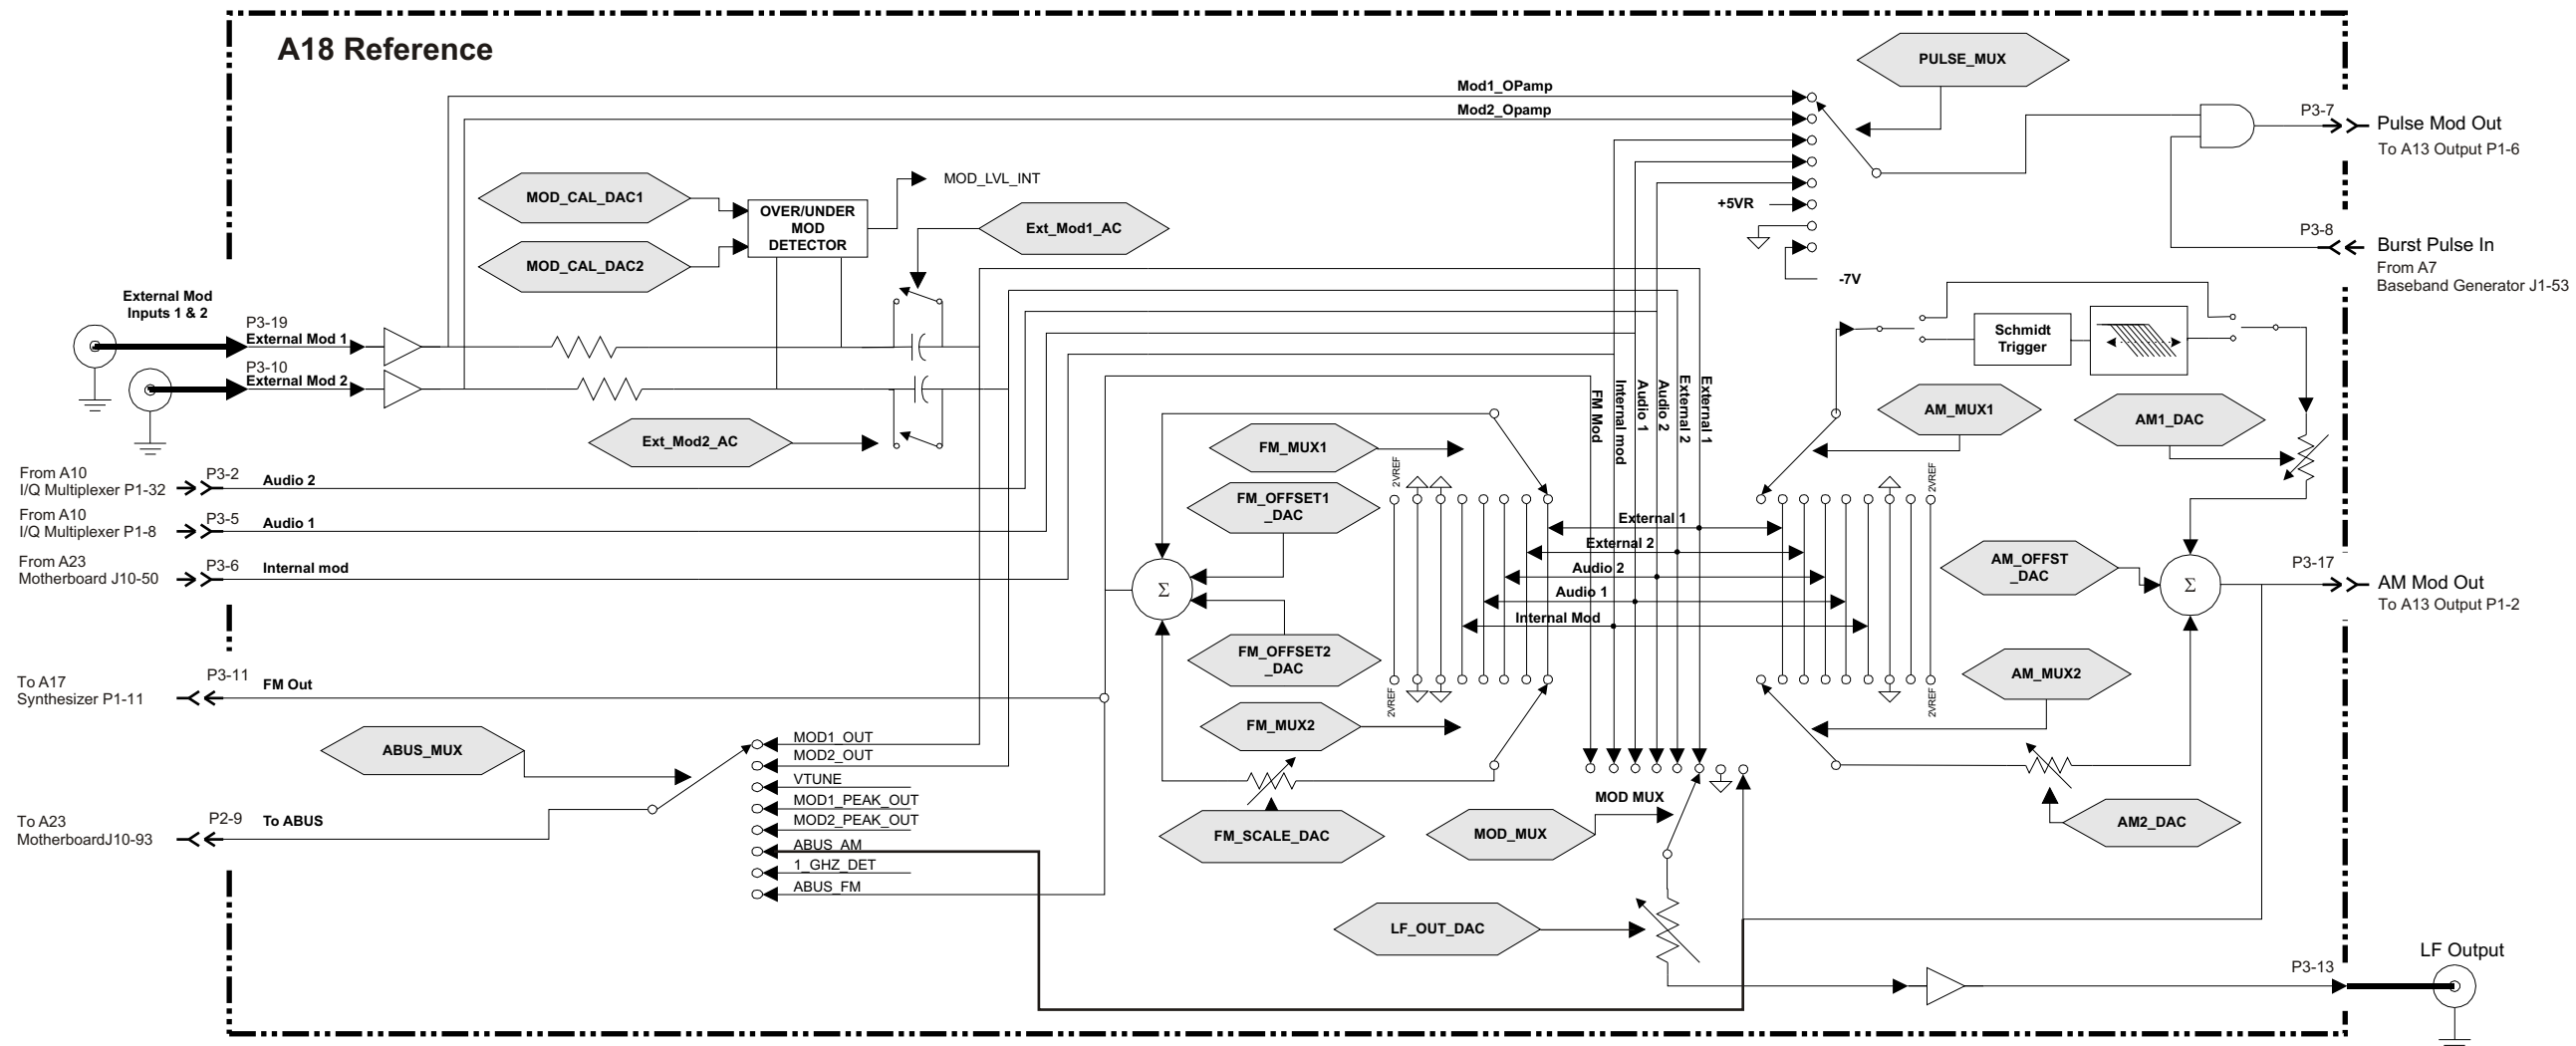 A18 Reference
PULSE_MUX
Mod1_OPamp
Mod2_Opamp
P3-7
Pulse Mod Out
To A13 Output P1-6
MOD_CAL_DAC1
MOD_LVL_INT
OVER/UNDER
MOD
DETECTOR
Ext_Mod1_AC
MOD_CAL_DAC2
+5VR
-7V
P3-8
Burst Pulse In
From A7
Baseband Generator J1-53
External Mod
Inputs 1 & 2
P3-19
External Mod 1
P3-10
External Mod 2
Ext_Mod2_AC
Schmidt
Trigger
AM_MUX1
AM1_DAC
FM Mod
Internal mod
Audio 1
Audio 2
External 2
External 1
FM_MUX1
2VREF
2VREF
From A10
I/Q Multiplexer P1-32
P3-2
Audio 2
From A10
I/Q Multiplexer P1-8
P3-5
Audio 1
From A23
Motherboard J10-50
P3-6
Internal mod
FM_OFFSET1
_DAC
External 1
External 2
Audio 2
Audio 1
Internal Mod
Σ
AM_OFFST
_DAC
Σ
P3-17
AM Mod Out
To A13 Output P1-2
FM_OFFSET2
_DAC
AM_MUX2
2VREF
2VREF
To A17
Synthesizer P1-11
P3-11
FM Out
FM_MUX2
ABUS_MUX
MOD1_OUT
MOD2_OUT
VTUNE
MOD1_PEAK_OUT
MOD2_PEAK_OUT
ABUS_AM
1_GHZ_DET
ABUS_FM
To A23
MotherboardJ10-93
P2-9
To ABUS
FM_SCALE_DAC
MOD MUX
MOD_MUX
AM2_DAC
LF_OUT_DAC
P3-13
LF Output